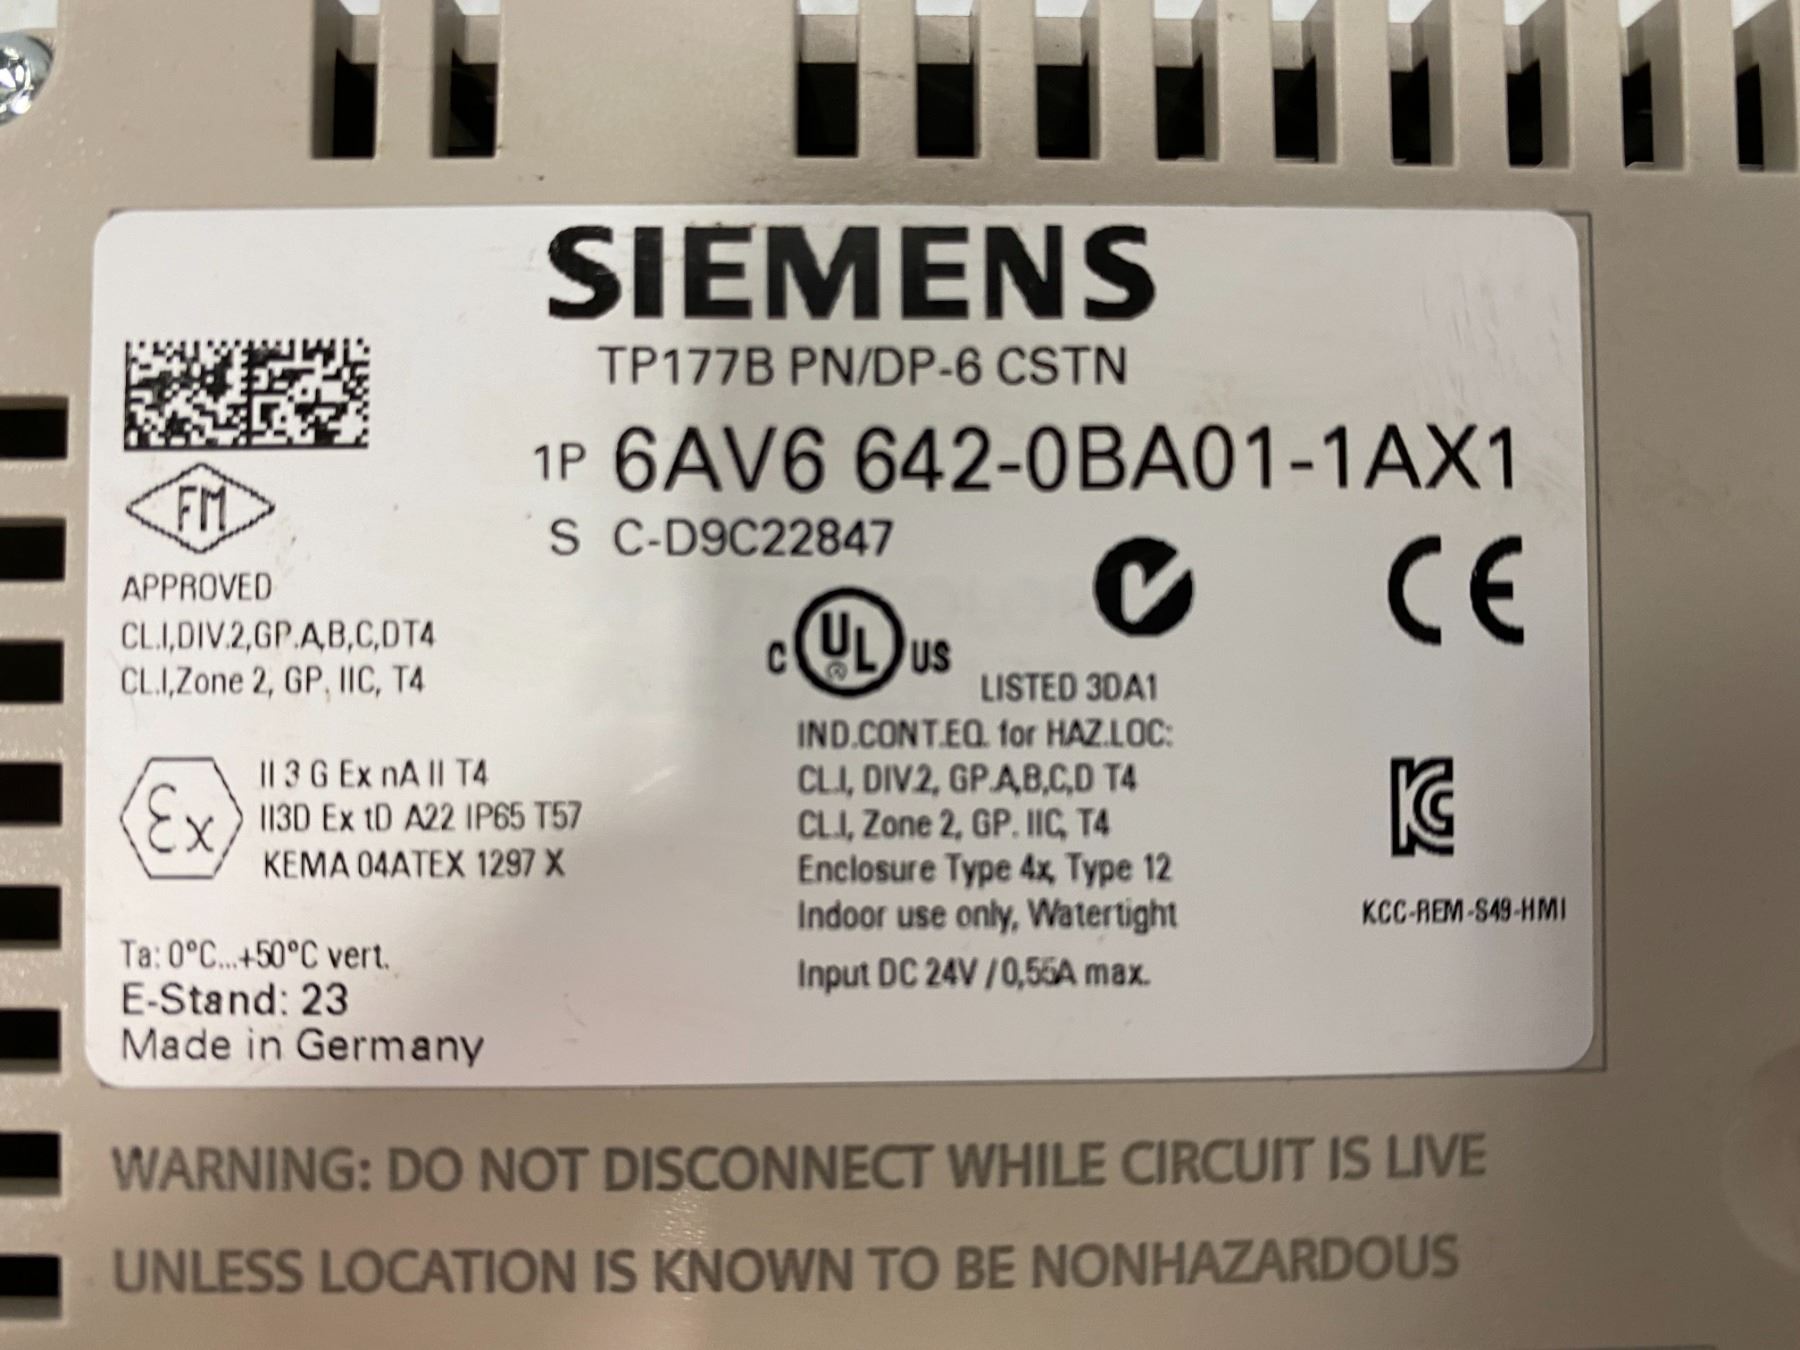 SIEMENS
TP177B PN/DP-6 CSTN
1P 6AV6 642-0BA01-1AX1
S C-D9C22847
FM
APPROVED
CL.I,DIV.2,GP.A,B,C,DT4
CL.I,Zone 2, GP. IIC, T4
Ex
II 3 G Ex nA II T4
II3D Ex tD A22 IP65 T57
KEMA 04ATEX 1297 X
Ta: 0°C...+50°C vert.
E-Stand: 23
Made in Germany
C UL ® US
LISTED 3DA1
IND.CONT.EQ. for HAZ.LOC:
CL.I, DIV.2, GP.A,B,C,D T4
CL.I, Zone 2, GP. IIC, T4
Enclosure Type 4x, Type 12
Indoor use only, Watertight
Input DC 24V / 0,55A max.
CE
KC
KCC-REM-S49-HMI
WARNING: DO NOT DISCONNECT WHILE CIRCUIT IS LIVE
UNLESS LOCATION IS KNOWN TO BE NONHAZARDOUS